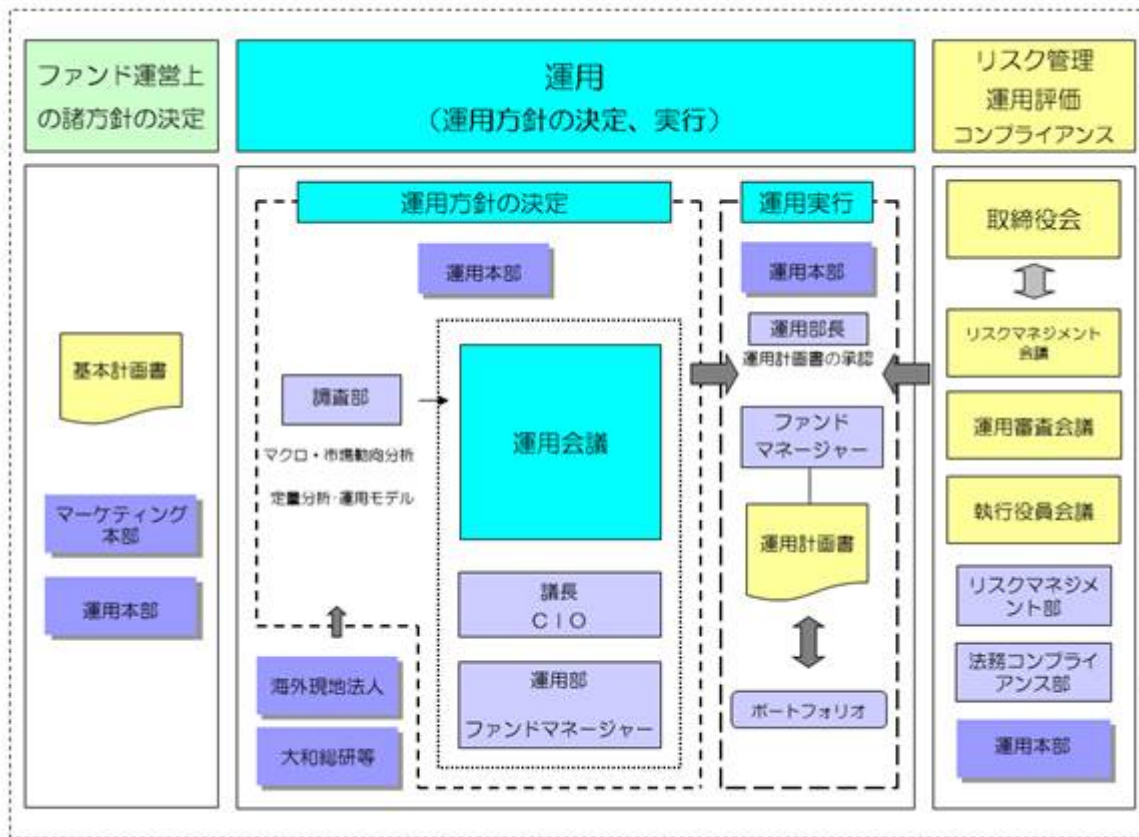 ファンド運営上
の諸方針の決定
運用
(運用方針の決定、実行)
リスク管理
運用評価
コンプライアンス
基本計画書
マーケティング
本部
運用本部
運用方針の決定
運用本部
調査部
マクロ・市場動向分析
定量分析・運用モデル
運用会議
議長
CIO
運用部
ファンドマネージャー
海外現地法人
大和総研等
運用実行
運用本部
運用部長
運用計画書の承認
ファンド
マネージャー
運用計画書
ポートフォリオ
取締役会
リスクマネジメント
会議
運用審査会議
執行役員会議
リスクマネジメ
ント部
法務コンプライ
アンス部
運用本部